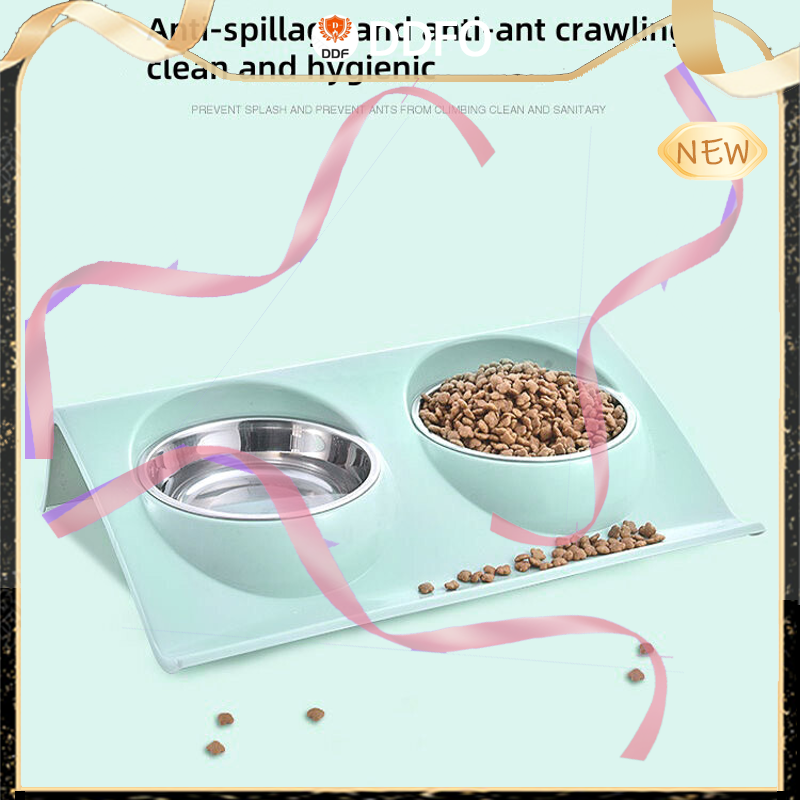 Anti-spillage and anti-ant crawling
DDFO
DDF
clean and hygienic
PREVENT SPLASH AND PREVENT ANTS FROM CLIMBING CLEAN AND SANITARY
NEW